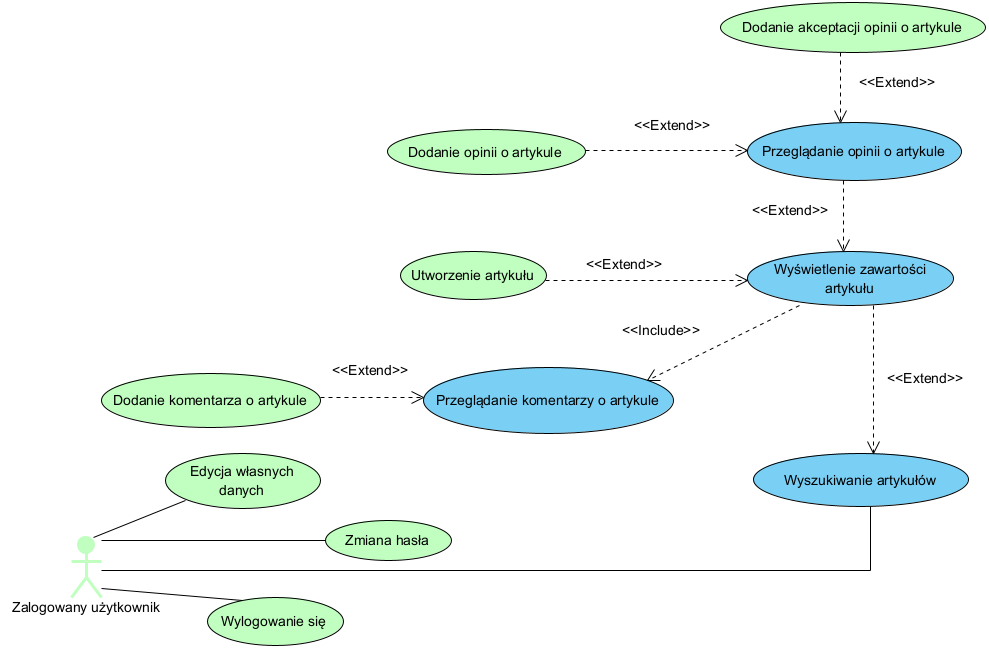 Dodanie akceptacji opinii o artykule
<<Extend>>
<<Extend>>
Dodanie opinii o artykule
Przeglądanie opinii o artykule
<<Extend>>
<<Extend>>
Utworzenie artykułu
Wyświetlenie zawartości
artykułu
<<Include>>
<<Extend>>
<<Extend>>
Dodanie komentarza o artykule
Przeglądanie komentarzy o artykule
Edycja własnych
danych
Wyszukiwanie artykułów
Zmiana hasła
Zalogowany użytkownik
Wylogowanie się